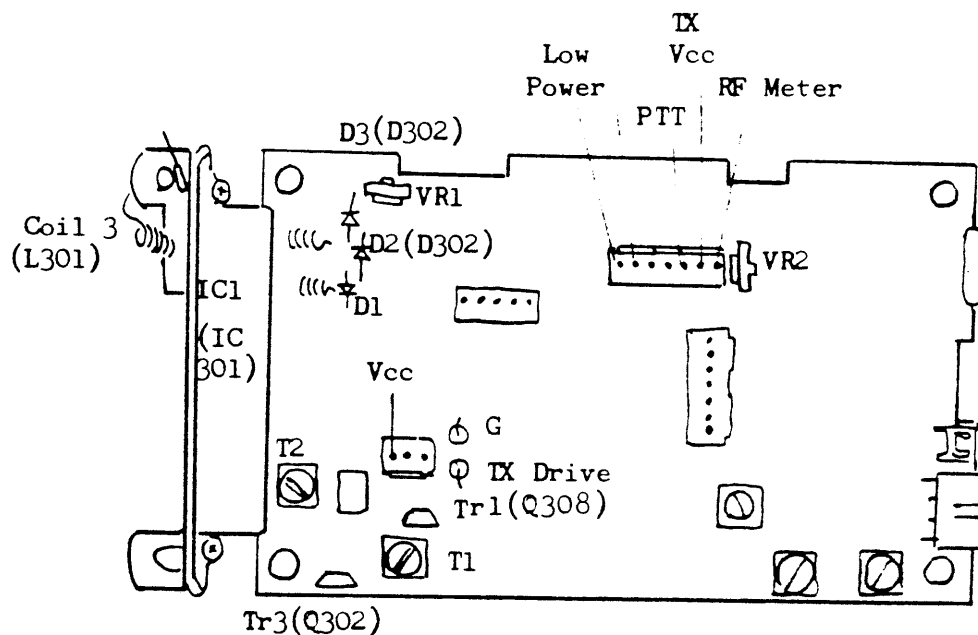 TX
Vcc
Low
Power
RF Meter
PTT
D3(D302)
VR1
Coil 3
(L301)
D2(D302)
VR2
IC1
D1
(IC
301)
Vcc
G
T2
TX Drive
Tr1(Q308)
T1
Tr3(Q302)